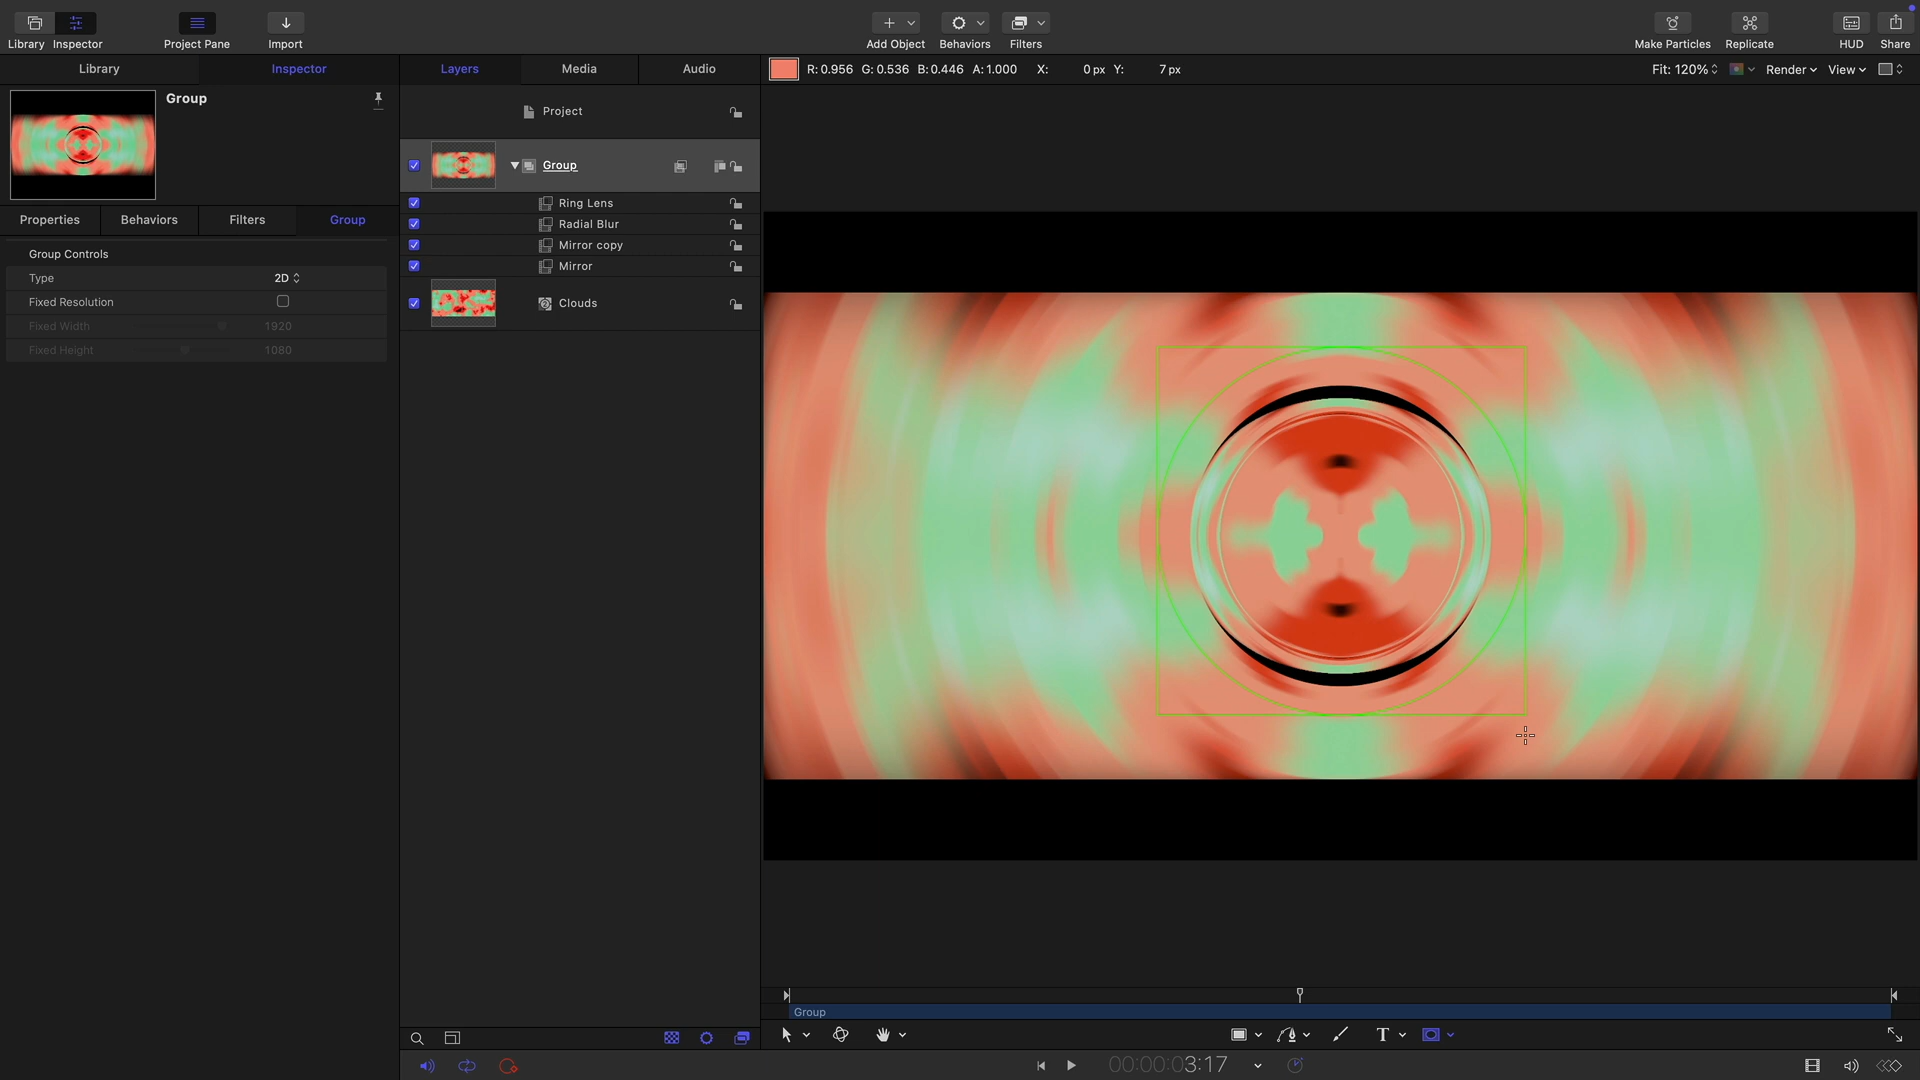 Library Inspector Project Pane Import Add Object Behaviors Filters Make Particles Replicate HUD Share
Library Inspector Layers Media Audio R:0.956 G:0.536 B:0.446 A:1.000 X: 0 px Y: 7 px Fit: 120% Render View
Group
Properties Behaviors Filters Group
Group Controls
Type 2D
Fixed Resolution
Fixed Width 1920
Fixed Height 1080
Project
Group
Ring Lens
Radial Blur
Mirror copy
Mirror
Clouds
Group
T
00:00:03:17